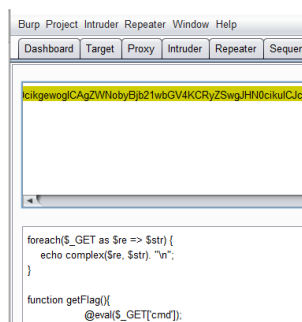 Burp Project Intruder Repeater Window Help
Dashboard Target Proxy Intruder Repeater Sequen
cikgewogICAgZWNobyBjb21wbGV4KCRyZSwgJHN0cikuICJc
foreach($_GET as $re => $str) {
echo complex($re, $str). "\n";
}
function getFlag(){
@eval($_GET['cmd']);